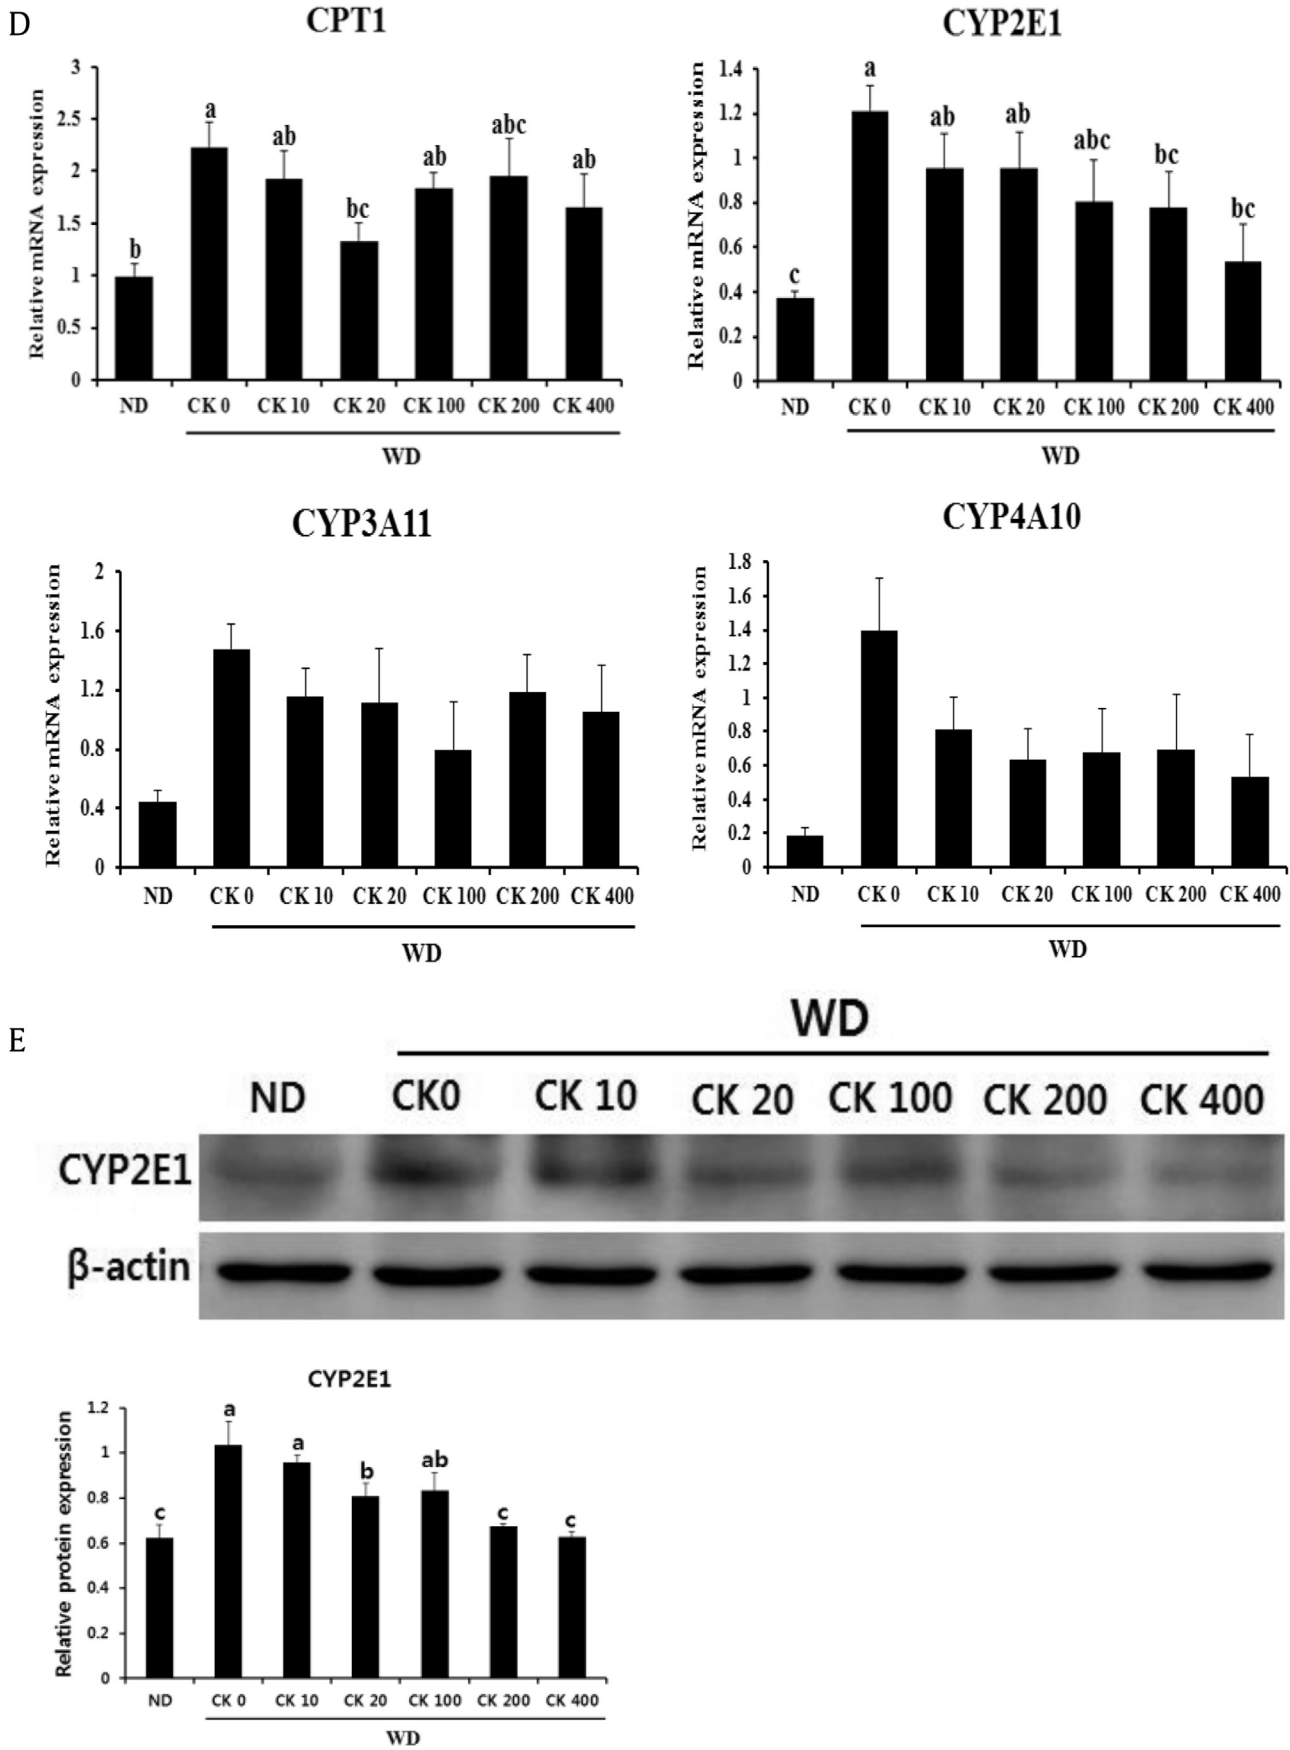 D
CPT1
Relative mRNA expression
3
2.5
2
1.5
1
0.5
0
b
a
ab
bc
ab
abc
ab
ND
CK 0
CK 10
CK 20
CK 100
CK 200
CK 400
WD
CYP2E1
Relative mRNA expression
1.4
1.2
1
0.8
0.6
0.4
0.2
0
c
a
ab
ab
abc
bc
bc
ND
CK 0
CK 10
CK 20
CK 100
CK 200
CK 400
WD
CYP3A11
Relative mRNA expression
2
1.6
1.2
0.8
0.4
0
ND
CK 0
CK 10
CK 20
CK 100
CK 200
CK 400
WD
CYP4A10
Relative mRNA expression
1.8
1.6
1.4
1.2
1
0.8
0.6
0.4
0.2
0
ND
CK 0
CK 10
CK 20
CK 100
CK 200
CK 400
WD
E
WD
ND
CK0
CK 10
CK 20
CK 100
CK 200
CK 400
CYP2E1
β-actin
CYP2E1
Relative protein expression
1.2
1
0.8
0.6
0.4
0.2
0
c
a
a
b
ab
c
c
ND
CK 0
CK 10
CK 20
CK 100
CK 200
CK 400
WD